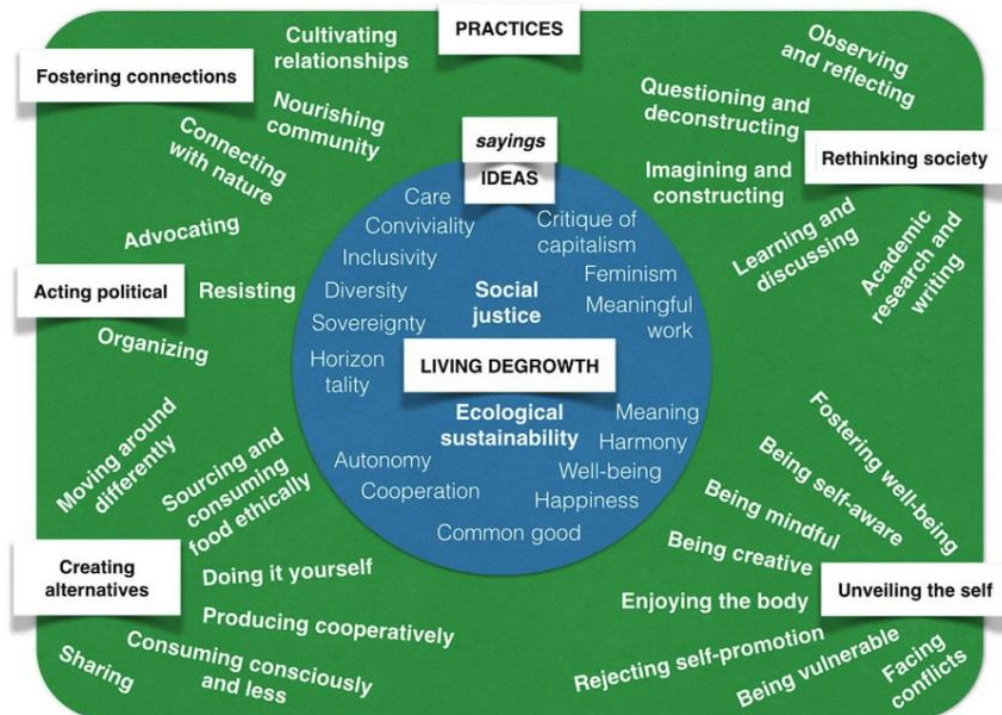 PRACTICES
Fostering connections
Cultivating
relationships
Nourishing
community
Connecting
with nature
Observing
and reflecting
Questioning and
deconstructing
Rethinking society
Imagining and
constructing
Learning and
discussing
Academic
research and
writing
sayings
IDEAS
Care
Conviviality
Inclusivity
Diversity
Sovereignty
Horizon
tality
Critique of
capitalism
Feminism
Meaningful
work
Social
justice
LIVING DEGROWTH
Ecological
sustainability
Meaning
Harmony
Well-being
Happiness
Autonomy
Cooperation
Common good
Advocating
Acting political
Resisting
Organizing
Moving around
differently
Sourcing and
consuming
food ethically
Creating
alternatives
Doing it yourself
Producing cooperatively
Consuming consciously
and less
Sharing
Fostering well-being
Being self-aware
Being mindful
Being creative
Unveiling the self
Enjoying the body
Rejecting self-promotion
Being vulnerable
Facing
conflicts